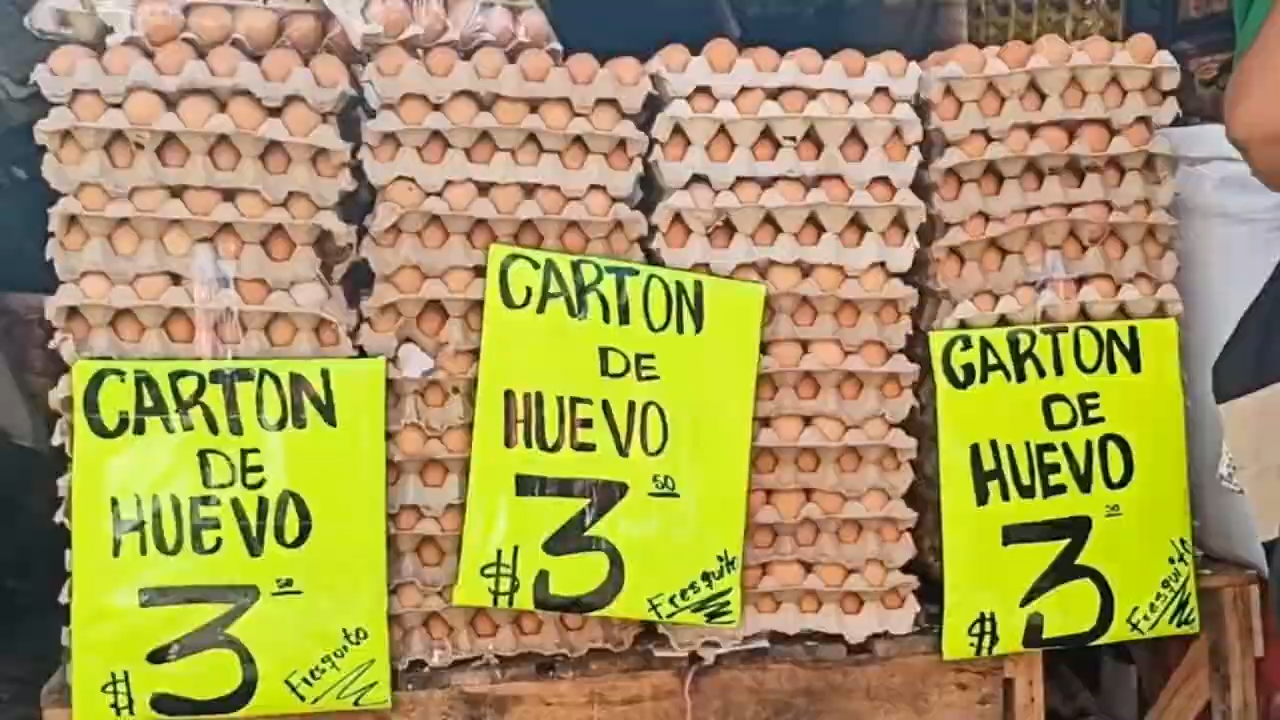 CARTON
DE
HUEVO
$ 3 50
Fresquito
CARTON
DE
HUEVO
$ 3 50
Fresquito
CARTON
DE
HUEVO
$ 3 50
Fresquito